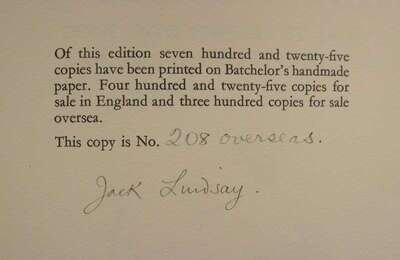 Of this edition seven hundred and twenty-five
copies have been printed on Batchelor's handmade
paper. Four hundred and twenty-five copies for
sale in England and three hundred copies for sale
oversea.
This copy is No. 208 overseas.
Jack Lindsay.